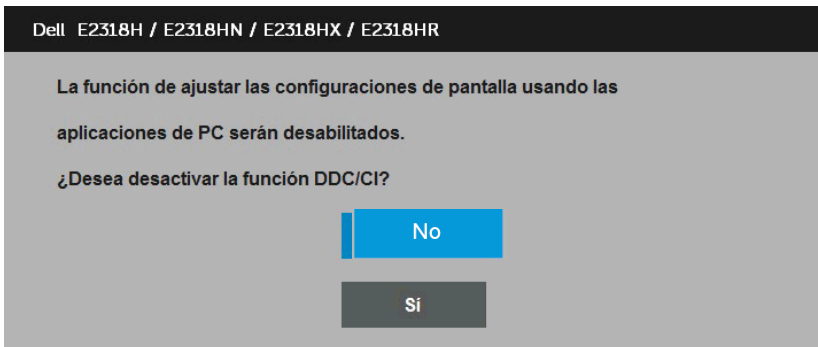 Dell E2318H / E2318HN / E2318HX / E2318HR
La función de ajustar las configuraciones de pantalla usando las
aplicaciones de PC serán desabilitados.
¿Desea desactivar la función DDC/CI?
No
Sí